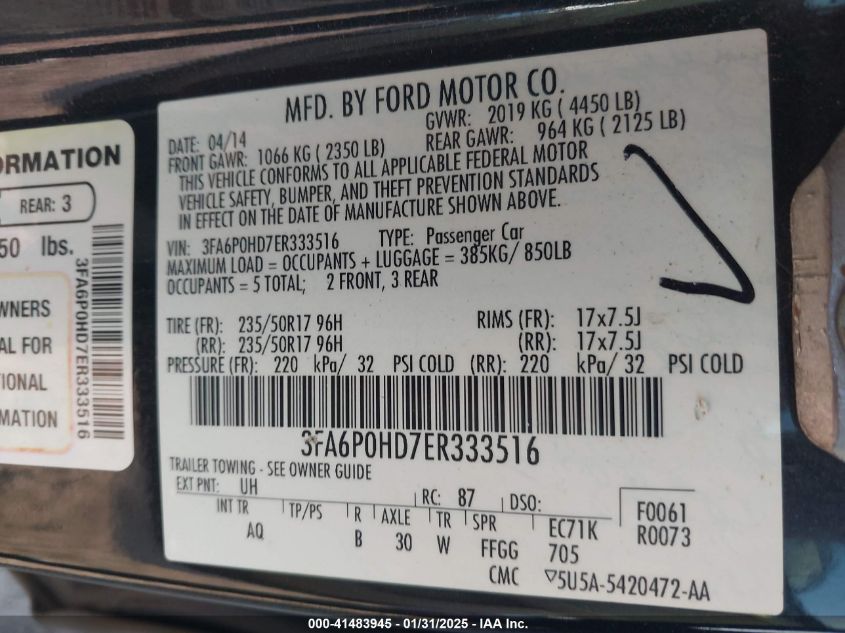 ORMATION
REAR: 3
50 lbs.
WNERS
AL FOR
TIONAL
RMATION
3FA6P0HD7ER333516
MFD. BY FORD MOTOR CO.
DATE: 04/14 GVWR: 2019 KG ( 4450 LB)
FRONT GAWR: 1066 KG ( 2350 LB) REAR GAWR: 964 KG ( 2125 LB)
THIS VEHICLE CONFORMS TO ALL APPLICABLE FEDERAL MOTOR
VEHICLE SAFETY, BUMPER, AND THEFT PREVENTION STANDARDS
IN EFFECT ON THE DATE OF MANUFACTURE SHOWN ABOVE.
VIN: 3FA6P0HD7ER333516 TYPE: Passenger Car
MAXIMUM LOAD = OCCUPANTS + LUGGAGE = 385KG/ 850LB
OCCUPANTS = 5 TOTAL; 2 FRONT, 3 REAR
TIRE (FR): 235/50R17 96H RIMS (FR): 17x7.5J
(RR): 235/50R17 96H (RR): 17x7.5J
PRESSURE (FR): 220 kPa/ 32 PSI COLD (RR): 220 kPa/ 32 PSI COLD
3FA6P0HD7ER333516
TRAILER TOWING - SEE OWNER GUIDE
EXT PNT: UH RC: 87 DSO: F0061
INT TR TP/PS R AXLE TR SPR EC71K R0073
AQ B 30 W FFGG 705
CMC ▽5U5A-5420472-AA
000-41483945 - 01/31/2025 - IAA Inc.